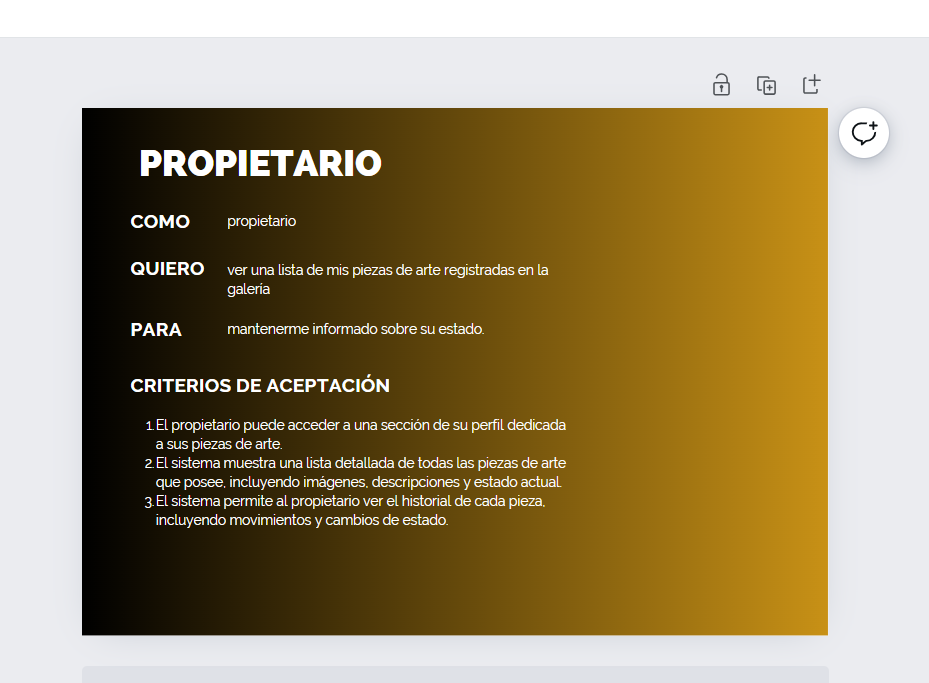 PROPIETARIO
COMO propietario
QUIERO ver una lista de mis piezas de arte registradas en la
galería
PARA mantenerme informado sobre su estado.
CRITERIOS DE ACEPTACIÓN
1. El propietario puede acceder a una sección de su perfil dedicada
a sus piezas de arte.
2. El sistema muestra una lista detallada de todas las piezas de arte
que posee, incluyendo imágenes, descripciones y estado actual.
3. El sistema permite al propietario ver el historial de cada pieza,
incluyendo movimientos y cambios de estado.